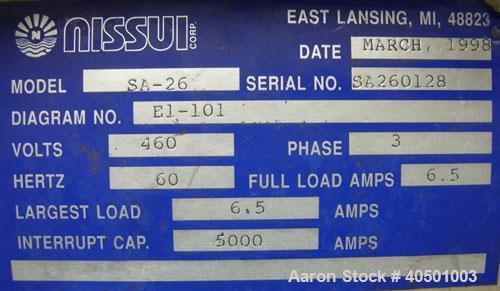 N NISSUI CORP.
EAST LANSING, MI, 48823
DATE MARCH, 1998
MODEL SA-26 SERIAL NO. SA260128
DIAGRAM NO. E1-101
VOLTS 460 PHASE 3
HERTZ 60 FULL LOAD AMPS 6.5
LARGEST LOAD 6.5 AMPS
INTERRUPT CAP. 5000 AMPS
Aaron Stock # 40501003